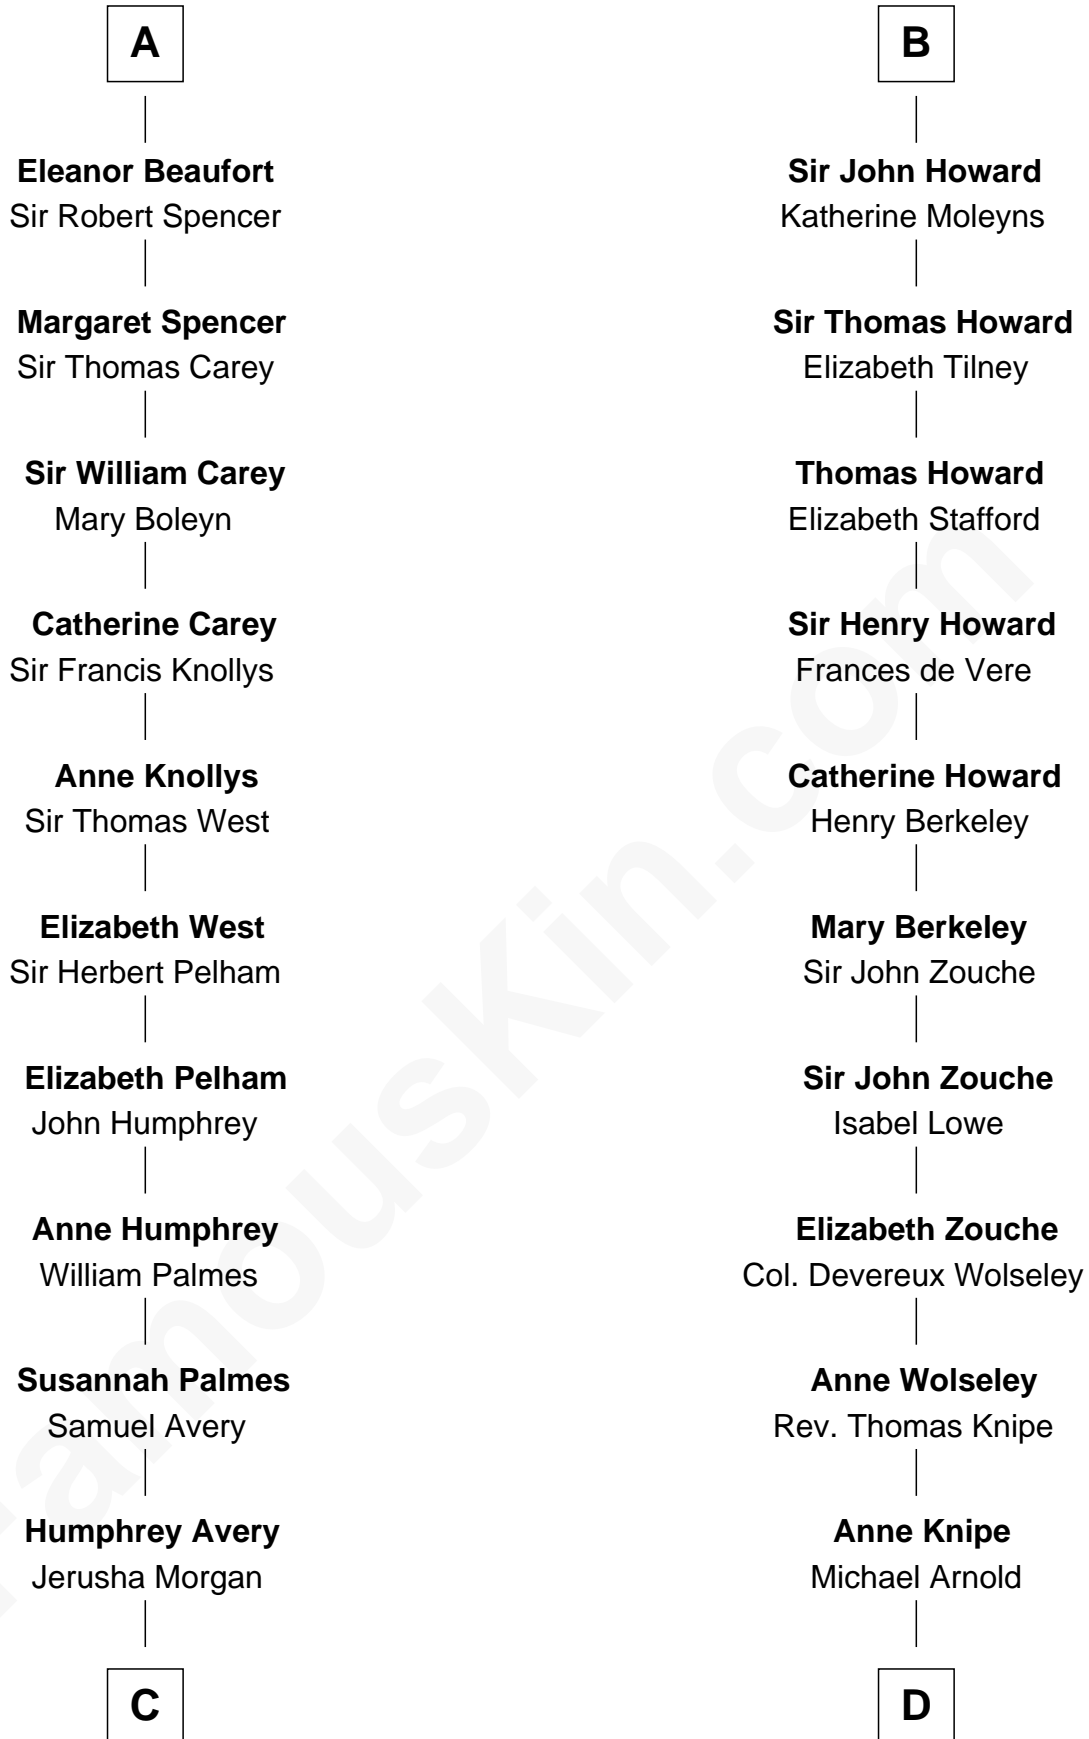 A
Eleanor Beaufort
Sir Robert Spencer
Margaret Spencer
Sir Thomas Carey
Sir William Carey
Mary Boleyn
Catherine Carey
Sir Francis Knollys
Anne Knollys
Sir Thomas West
Elizabeth West
Sir Herbert Pelham
Elizabeth Pelham
John Humphrey
Anne Humphrey
William Palmes
Susannah Palmes
Samuel Avery
Humphrey Avery
Jerusha Morgan
C
B
Sir John Howard
Katherine Moleyns
Sir Thomas Howard
Elizabeth Tilney
Thomas Howard
Elizabeth Stafford
Sir Henry Howard
Frances de Vere
Catherine Howard
Henry Berkeley
Mary Berkeley
Sir John Zouche
Sir John Zouche
Isabel Lowe
Elizabeth Zouche
Col. Devereux Wolseley
Anne Wolseley
Rev. Thomas Knipe
Anne Knipe
Michael Arnold
D
FamousKin.com